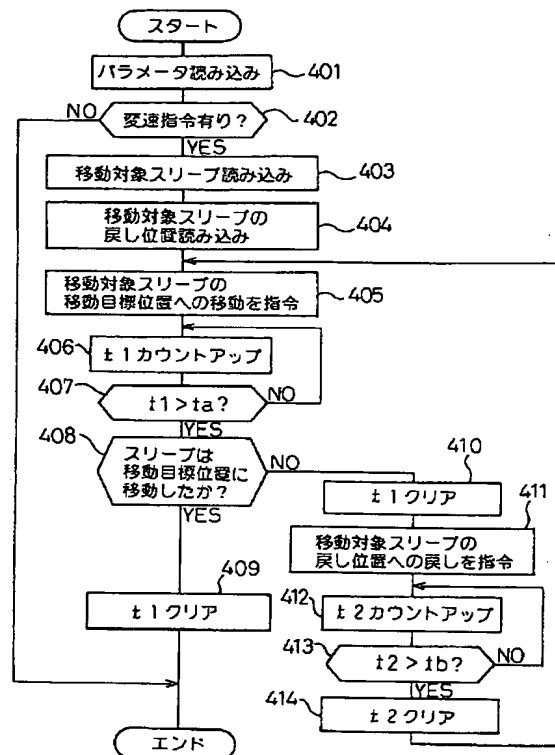 スタート
パラメータ読み込み
401
NO
変速指令有り?
402
YES
移動対象スリーブ読み込み
403
移動対象スリーブの
戻し位置読み込み
404
移動対象スリーブの
移動目標位置への移動を指令
405
406
t1カウントアップ
407
t1>ta?
NO
YES
408
スリーブは
移動目標位置に
移動したか?
NO
YES
410
t1クリア
411
移動対象スリーブの
戻し位置への戻しを指令
409
t1クリア
412
t2カウントアップ
413
t2>tb?
NO
YES
414
t2クリア
エンド